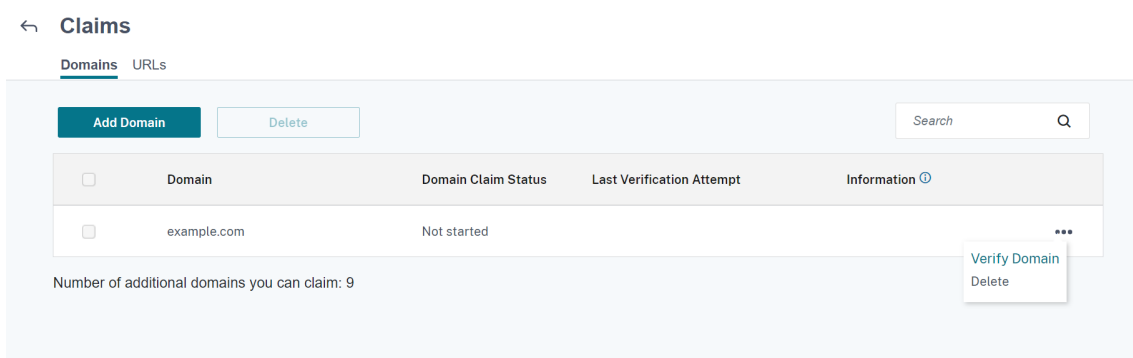 Claims
Domains URLs
Add Domain Delete Search
Domain Domain Claim Status Last Verification Attempt Information
example.com Not started
Verify Domain
Delete
Number of additional domains you can claim: 9